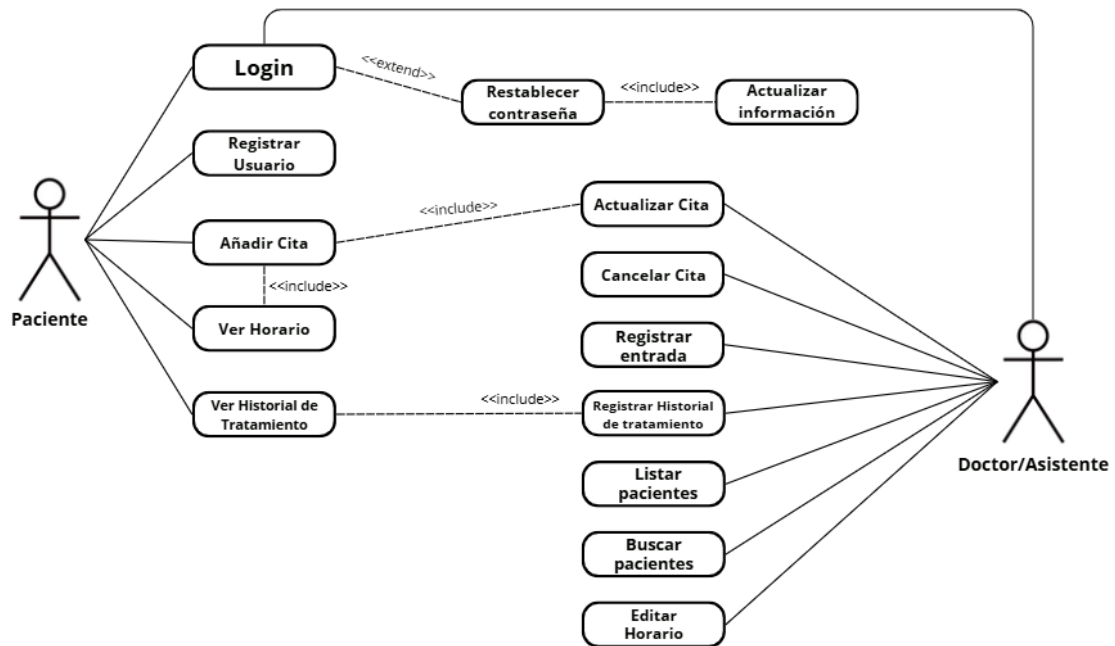 Login
<<extend>>
Restablecer
contraseña
<<include>>
Actualizar
información
Registrar
Usuario
Añadir Cita
<<include>>
Actualizar Cita
<<include>>
Cancelar Cita
Paciente
Ver Horario
Registrar
entrada
Ver Historial de
Tratamiento
<<include>>
Registrar Historial
de tratamiento
Doctor/Asistente
Listar
pacientes
Buscar
pacientes
Editar
Horario